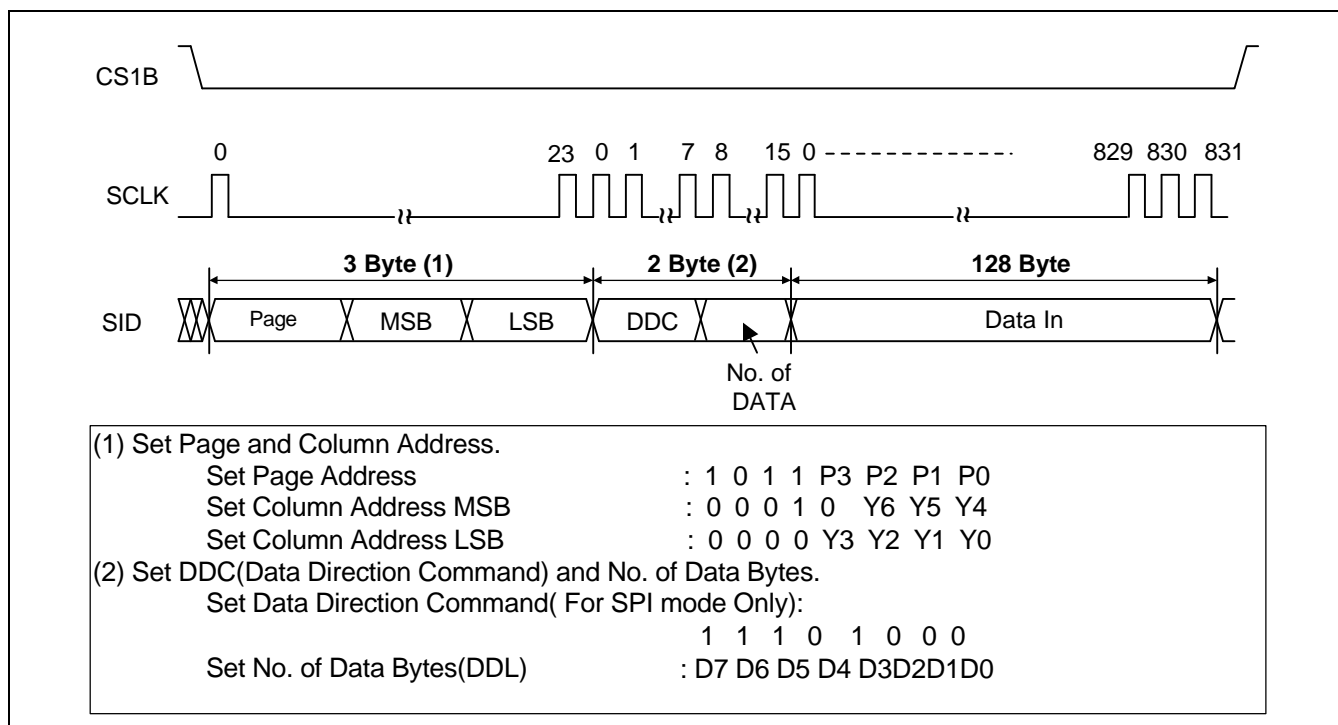 CS1B
0 23 0 1 7 8 15 0 829 830 831
SCLK
3 Byte (1) 2 Byte (2) 128 Byte
SID Page MSB LSB DDC Data In
No. of
DATA
(1) Set Page and Column Address.
Set Page Address : 1 0 1 1 P3 P2 P1 P0
Set Column Address MSB : 0 0 0 1 0 Y6 Y5 Y4
Set Column Address LSB : 0 0 0 0 Y3 Y2 Y1 Y0
(2) Set DDC(Data Direction Command) and No. of Data Bytes.
Set Data Direction Command( For SPI mode Only):
1 1 1 0 1 0 0 0
Set No. of Data Bytes(DDL) : D7 D6 D5 D4 D3D2D1D0